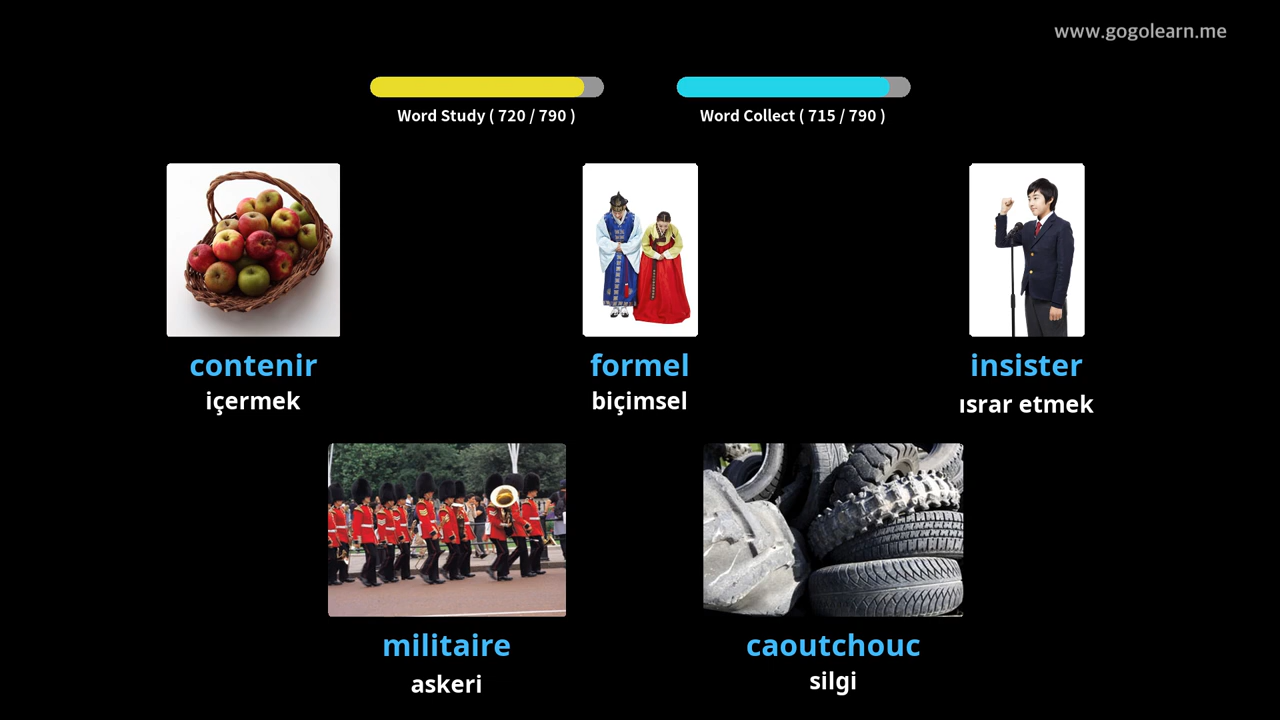 www.gogolearn.me
Word Study ( 720 / 790 )
Word Collect ( 715 / 790 )
contenir
içermek
formel
biçimsel
insister
ısrar etmek
militaire
askeri
caoutchouc
silgi